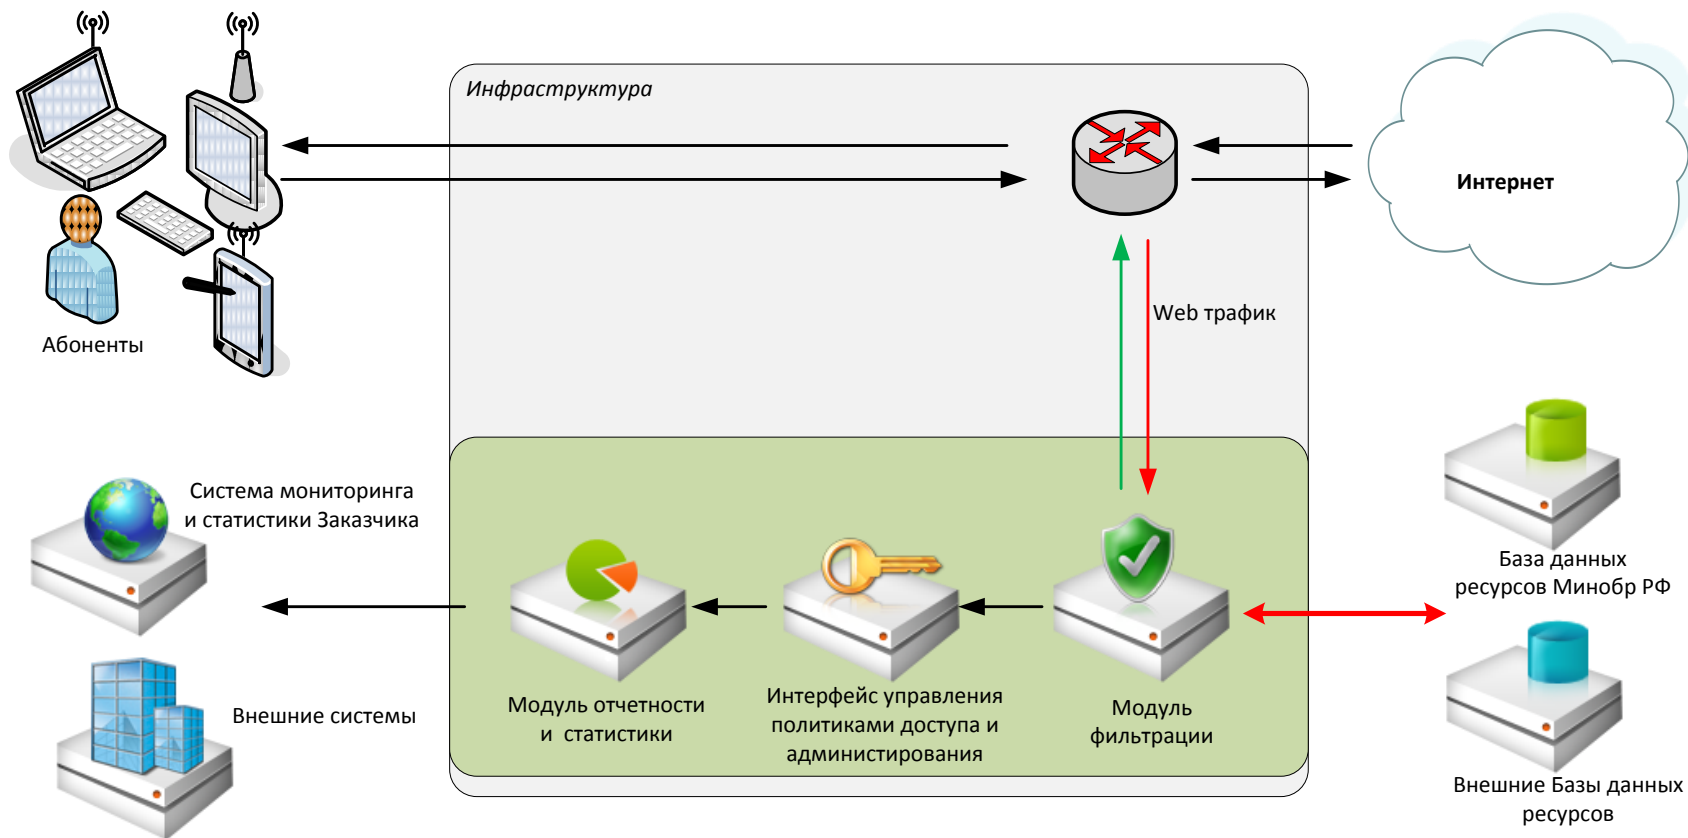 Инфраструктура
Интернет
Web трафик
Абоненты
Система мониторинга
и статистики Заказчика
База данных
ресурсов Минобр РФ
Внешние системы
Модуль отчетности
и статистики
Интерфейс управления
политиками доступа и
администирования
Модуль
фильтрации
Внешние Базы данных
ресурсов